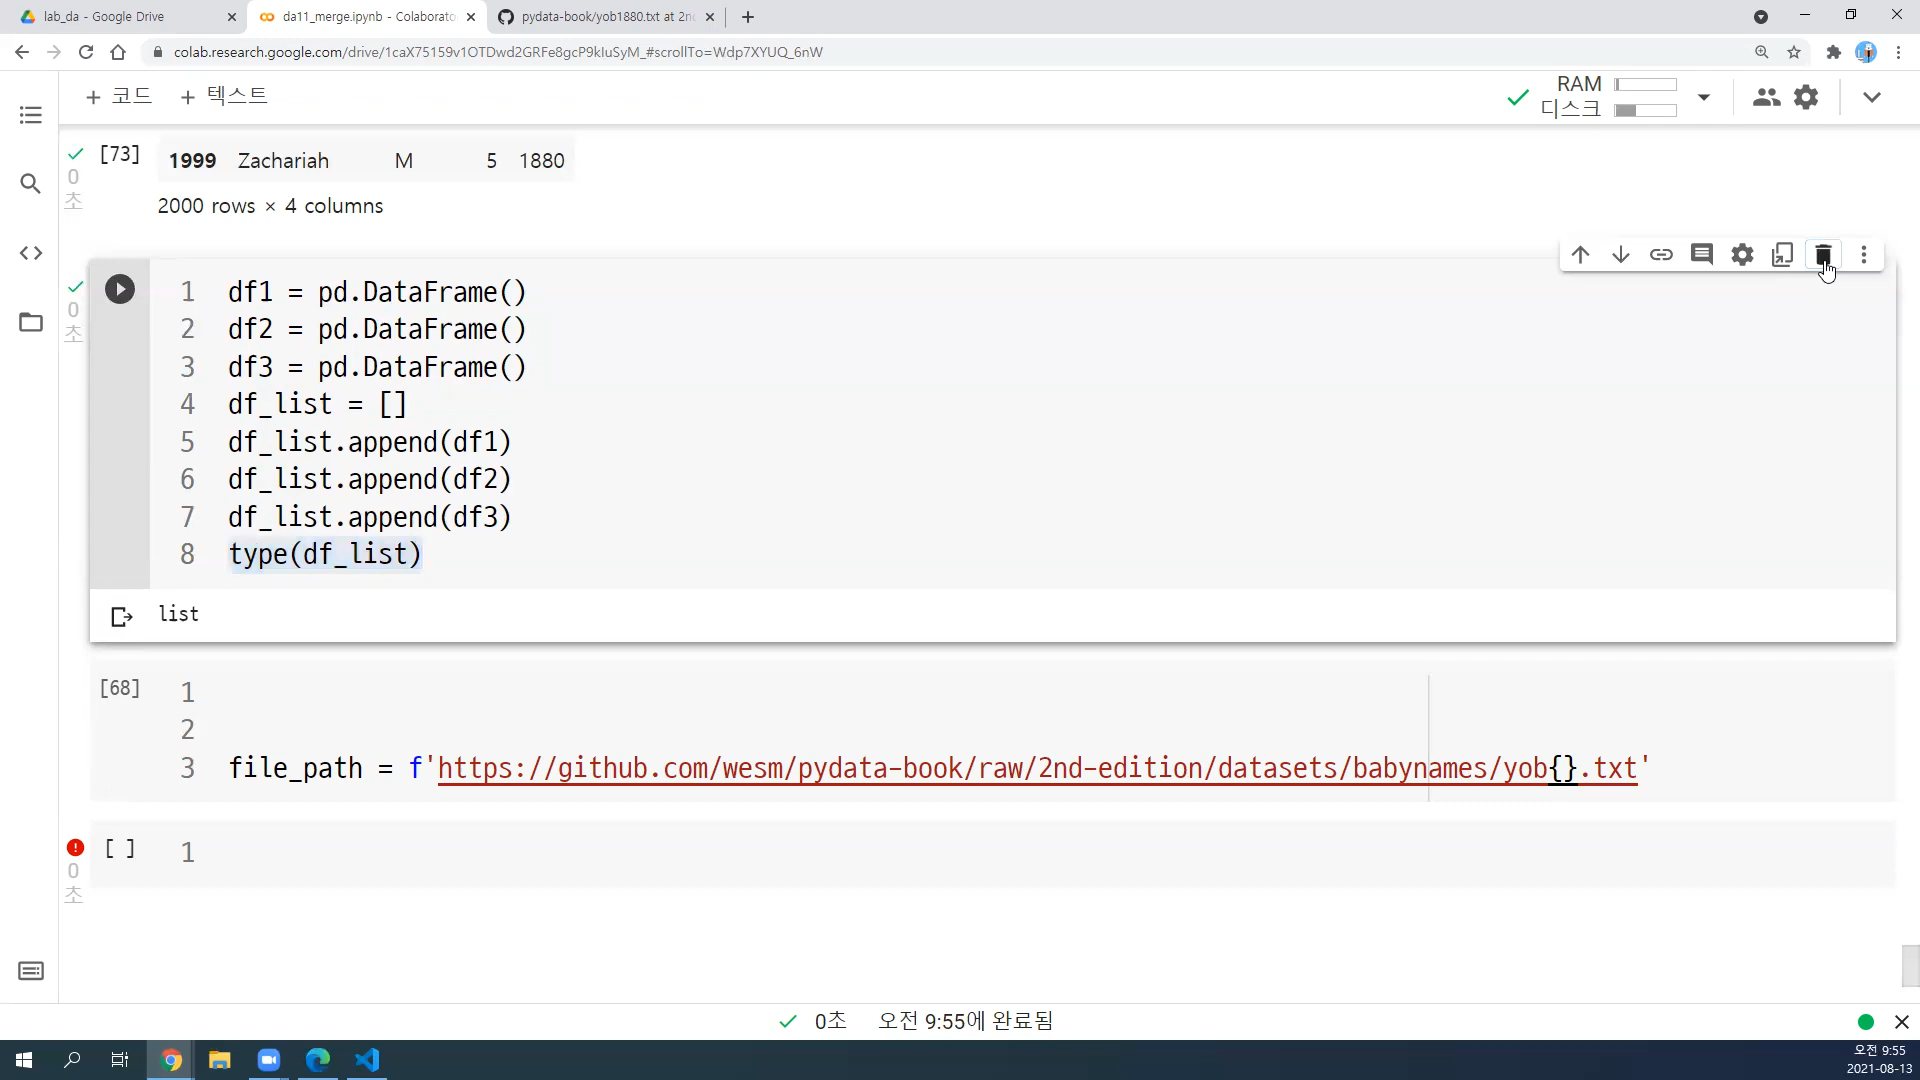 lab_da - Google Drive
da11_merge.ipynb - Colaborato
pydata-book/yob1880.txt at 2n
colab.research.google.com/drive/1caX75159v1OTDwd2GRFe8gcP9kIuSyM_#scrollTo=Wdp7XYUQ_6nW
+ 코드 + 텍스트
RAM
디스크
[73] 1999 Zachariah M 5 1880
0
초
2000 rows × 4 columns
0
초
1 df1 = pd.DataFrame()
2 df2 = pd.DataFrame()
3 df3 = pd.DataFrame()
4 df_list = []
5 df_list.append(df1)
6 df_list.append(df2)
7 df_list.append(df3)
8 type(df_list)
list
[68] 1
2
3 file_path = f'https://github.com/wesm/pydata-book/raw/2nd-edition/datasets/babynames/yob{}.txt'
[ ] 1
0
초
0초 오전 9:55에 완료됨
오전 9:55
2021-08-13